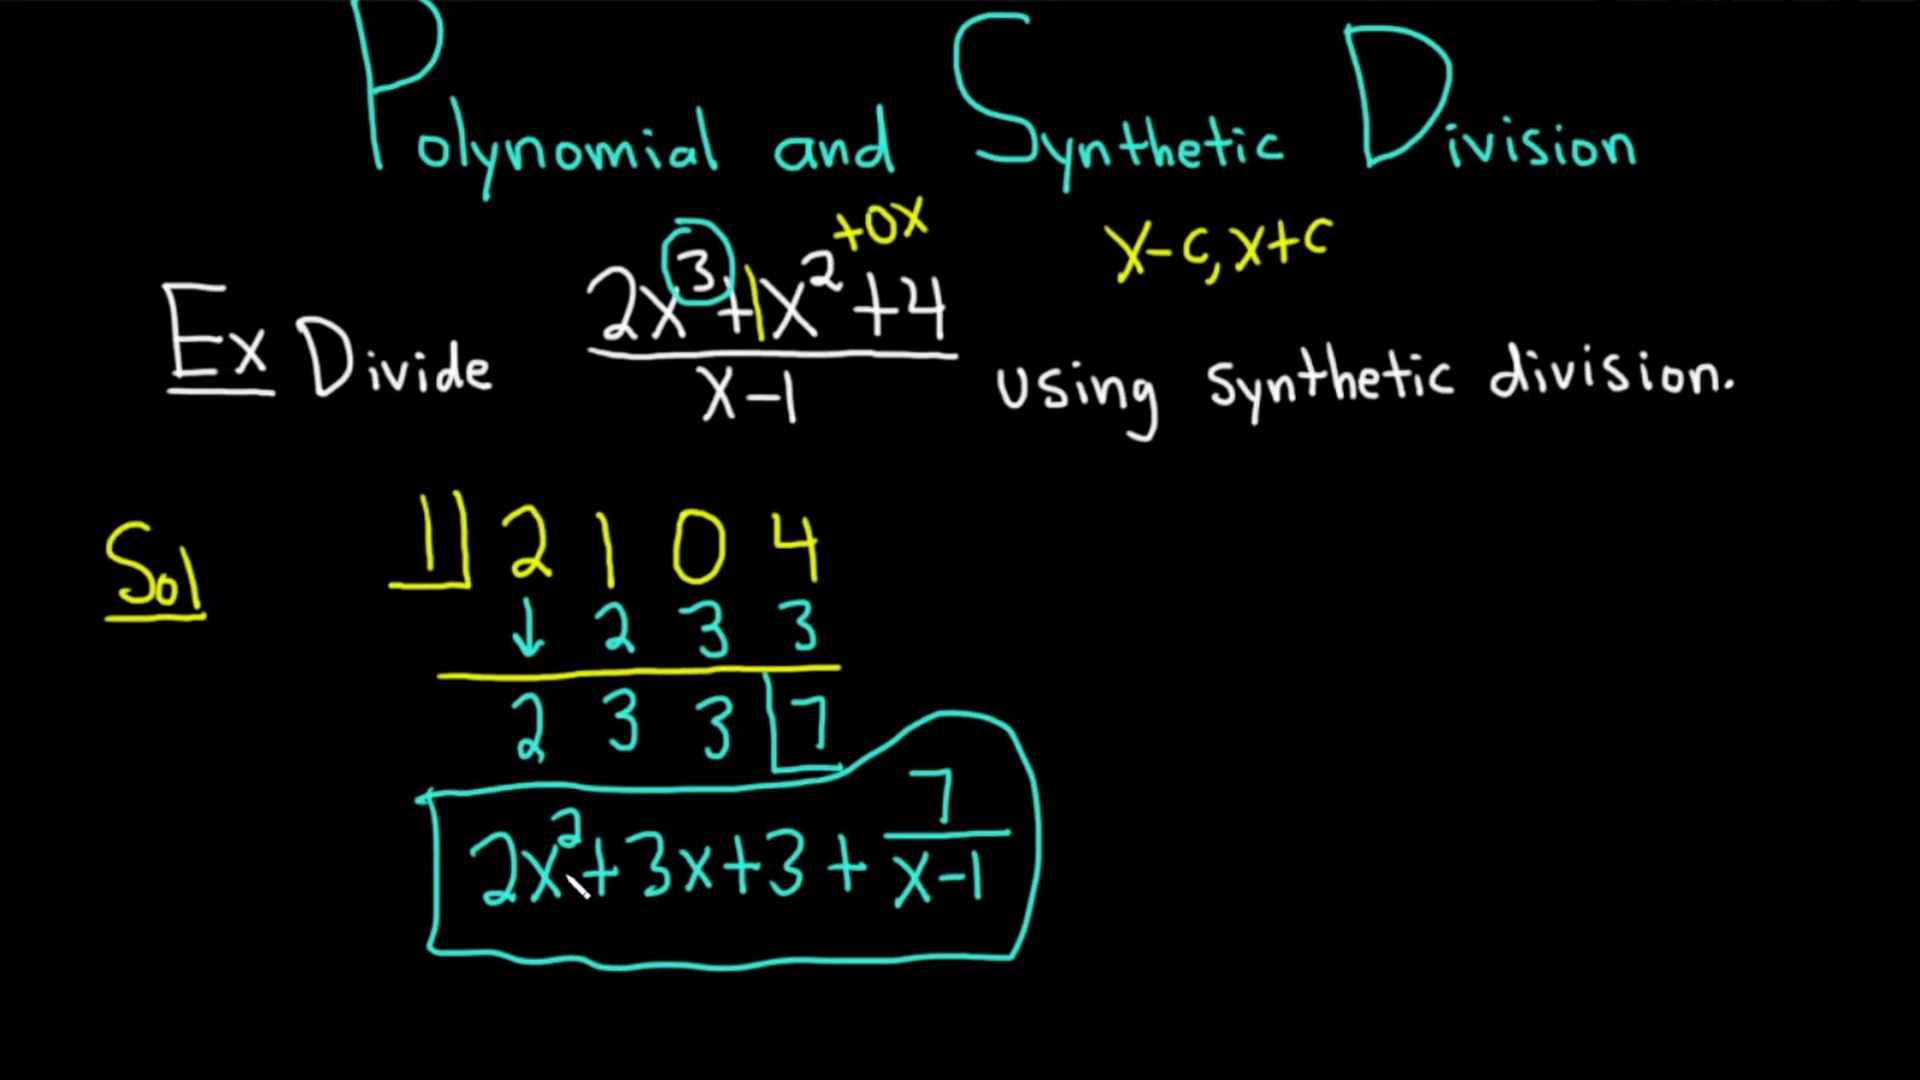 Polynomial and Synthetic Division
+0x
x-c, x+c
Ex Divide 2x³+1x²+4 using synthetic division.
x-1
Sol
1 2 1 0 4
↓ 2 3 3
2 3 3 7
2x²+3x+3+ 7
x-1